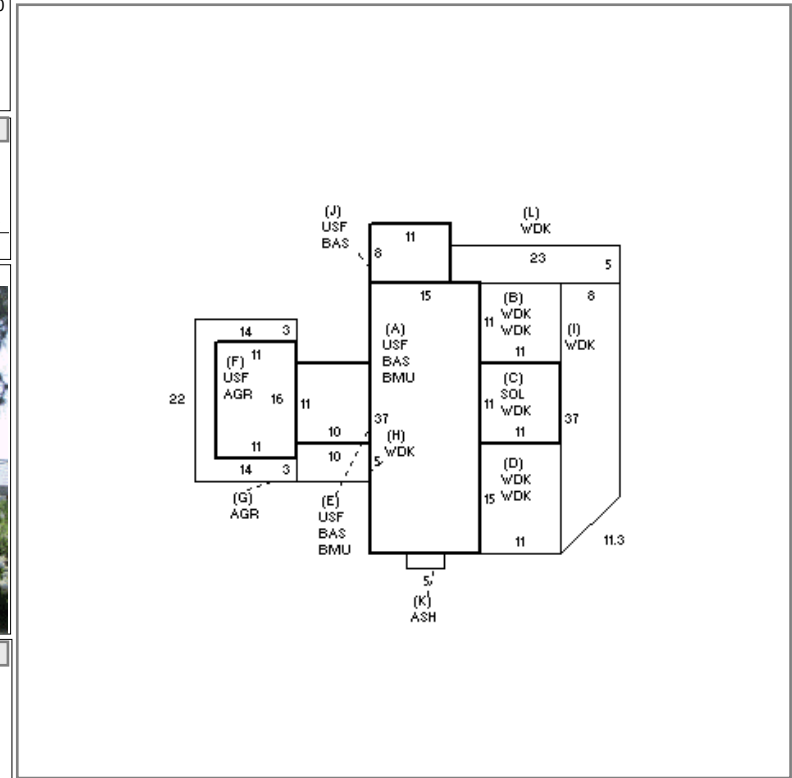 (J)
USF
BAS
(L)
WDK
11
8
23
5
15
(B)
WDK
WDK
11
11
8
(I)
WDK
(A)
USF
BAS
BMU
14
3
11
(F)
USF
AGR
16
11
22
11
(C)
SOL
WDK
11
37
37
10
(H)
WDK
10
5
11
14
3
(G)
AGR
(E)
USF
BAS
BMU
(D)
WDK
WDK
15
11
11.3
5
(K)
ASH